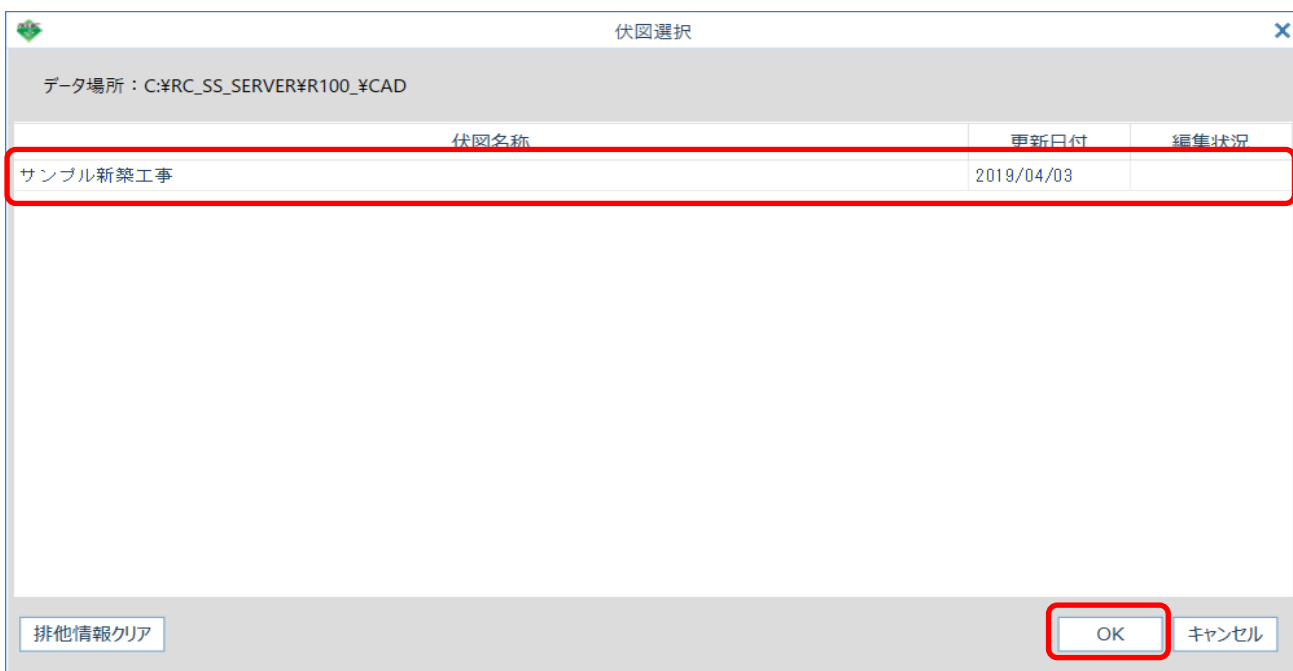 伏図選択
データ場所：C:¥RC_SS_SERVER¥R100_¥CAD
伏図名称 更新日付 編集状況
サンプル新築工事 2019/04/03
排他情報クリア OK キャンセル